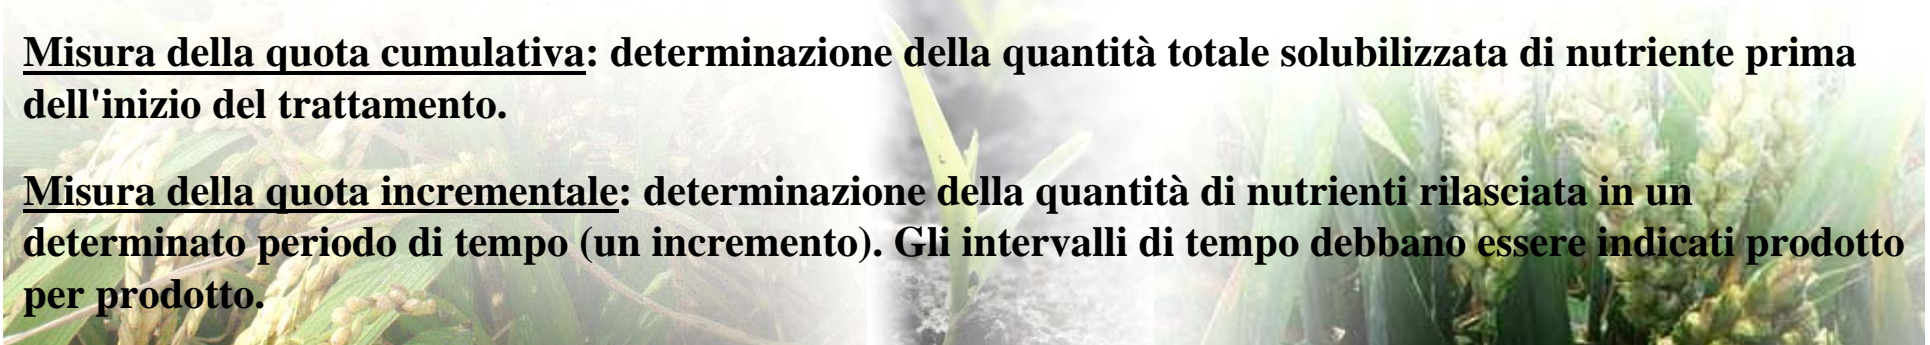 Misura della quota cumulativa: determinazione della quantità totale solubilizzata di nutriente prima
dell'inizio del trattamento.
Misura della quota incrementale: determinazione della quantità di nutrienti rilasciata in un
determinato periodo di tempo (un incremento). Gli intervalli di tempo debbano essere indicati prodotto
per prodotto.